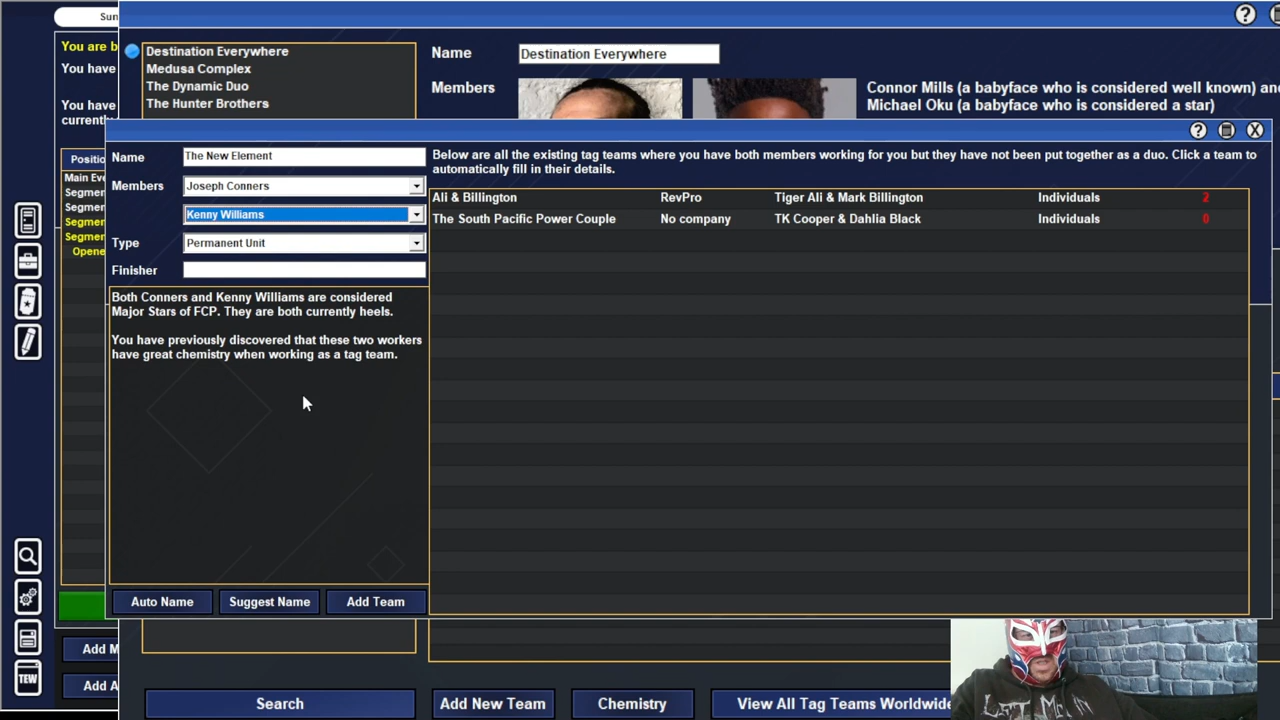 Sun
Destination Everywhere
Medusa Complex
The Dynamic Duo
The Hunter Brothers
Name
Destination Everywhere
Members
Connor Mills (a babyface who is considered well known) and
Michael Oku (a babyface who is considered a star)
You are b
You have
You have
currently
Positio
Main Eve
Segmen
Segmen
Segmen
Segmen
Opene
Name
The New Element
Members
Joseph Conners
Kenny Williams
Type
Permanent Unit
Finisher
Both Conners and Kenny Williams are considered
Major Stars of FCP. They are both currently heels.
You have previously discovered that these two workers
have great chemistry when working as a tag team.
Auto Name
Suggest Name
Add Team
Below are all the existing tag teams where you have both members working for you but they have not been put together as a duo. Click a team to
automatically fill in their details.
Ali & Billington RevPro Tiger Ali & Mark Billington Individuals 2
The South Pacific Power Couple No company TK Cooper & Dahlia Black Individuals 0
Add M
Add A
TEW
Search
Add New Team
Chemistry
View All Tag Teams Worldwide
LET ME IN